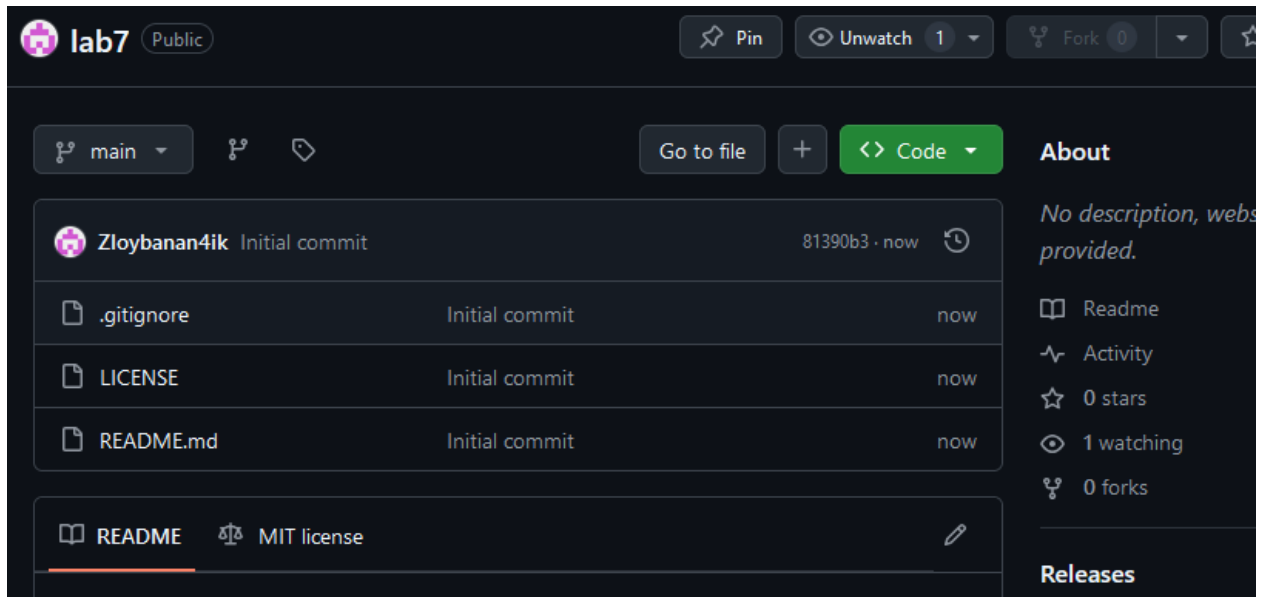 lab7 Public Pin Unwatch 1 Fork 0
main Go to file Code
Zloybanan4ik Initial commit 81390b3 · now
.gitignore Initial commit now
LICENSE Initial commit now
README.md Initial commit now
README MIT license
About
No description, webs
provided.
Readme
Activity
0 stars
1 watching
0 forks
Releases